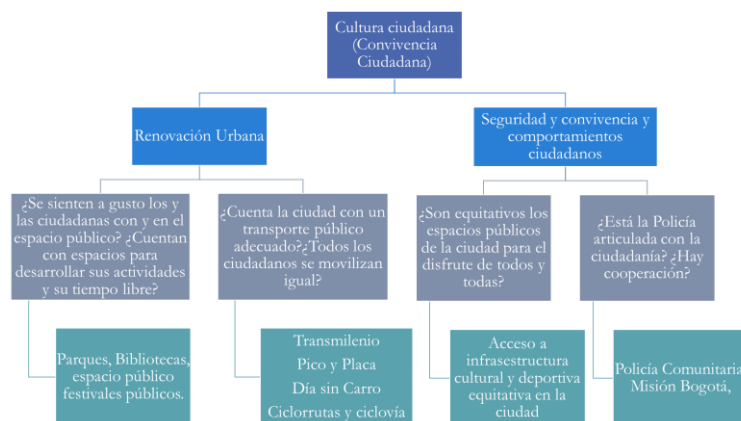 Cultura ciudadana
(Convivencia
Ciudadana)
Renovación Urbana
Seguridad y convivencia y
comportamientos
ciudadanos
¿Se sienten a gusto los y
las ciudadanas con y en el
espacio público? ¿Cuentan
con espacios para
desarrollar sus actividades
y su tiempo libre?
¿Cuenta la ciudad con un
transporte público
adecuado?¿Todos los
ciudadanos se movilizan
igual?
¿Son equitativos los
espacios públicos
de la ciudad para el
disfrute de todos y
todas?
¿Está la Policía
articulada con la
ciudadanía? ¿Hay
cooperación?
Parques, Bibliotecas,
espacio público
festivales públicos.
Transmilenio
Pico y Placa
Día sin Carro
Ciclorrutas y ciclovía
Acceso a
infrasestructura
cultural y deportiva
equitativa en la
ciudad
Policía Comunitaria
Misión Bogotá,